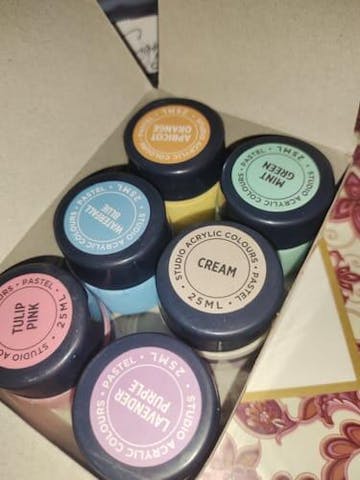 APRICOT
ORANGE
STUDIO ACRYLIC COLOURS • PASTEL • 25ML •
MINT
GREEN
STUDIO ACRYLIC COLOURS • PASTEL • 25ML •
WATERFALL
BLUE
STUDIO ACRYLIC COLOURS • PASTEL • 25ML •
CREAM
STUDIO ACRYLIC COLOURS • PASTEL • 25ML •
TULIP
PINK
STUDIO AC
URS • PASTEL • 25ML •
LAVENDER
PURPLE
STUDIO ACRYLIC COLOURS • PASTEL • 25ML •